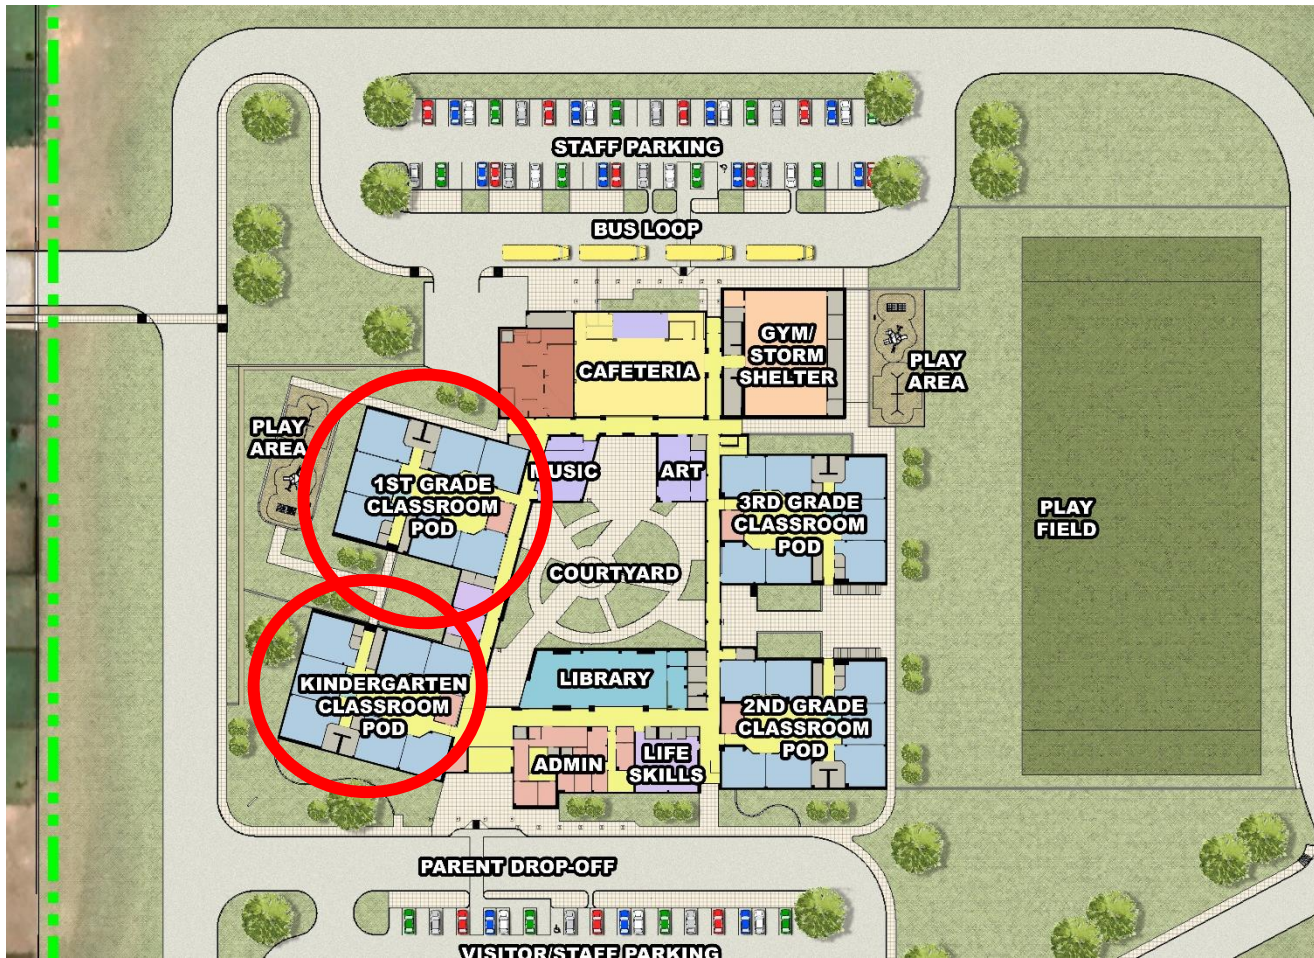 STAFF PARKING
BUS LOOP
GYM/
STORM
SHELTER
CAFETERIA
PLAY
AREA
PLAY
AREA
MUSIC
ART
1ST GRADE
CLASSROOM
POD
3RD GRADE
CLASSROOM
POD
PLAY
FIELD
COURTYARD
KINDERGARTEN
CLASSROOM
POD
LIBRARY
2ND GRADE
CLASSROOM
POD
ADMIN
LIFE
SKILLS
PARENT DROP-OFF
VISITOR/STAFF PARKING